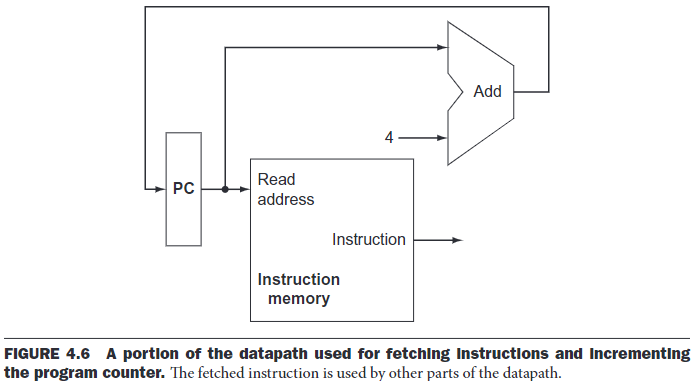 Add
4
PC
Read
address
Instruction
Instruction
memory
FIGURE 4.6 A portion of the datapath used for fetching instructions and incrementing
the program counter. The fetched instruction is used by other parts of the datapath.